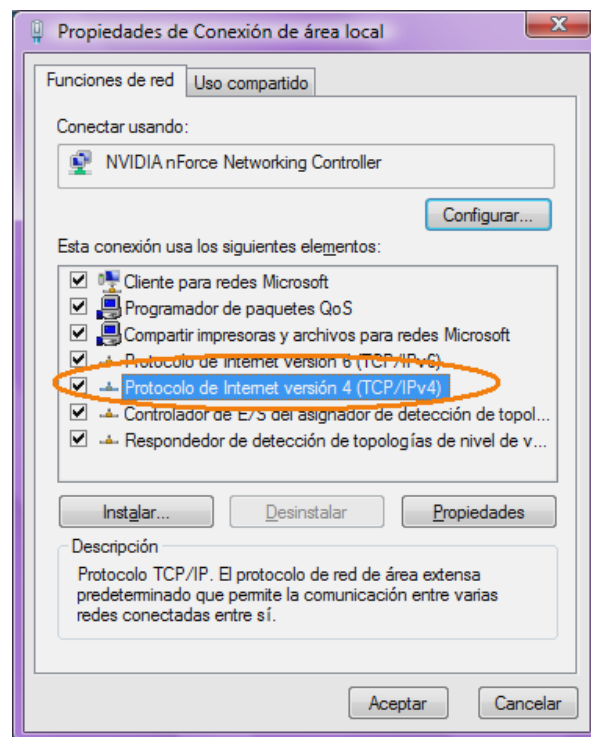 Propiedades de Conexión de área local
Funciones de red
Uso compartido
Conectar usando:
NVIDIA nForce Networking Controller
Configurar...
Esta conexión usa los siguientes elementos:
Cliente para redes Microsoft
Programador de paquetes QoS
Compartir impresoras y archivos para redes Microsoft
Protocolo de Internet versión 6 (TCP/IPv6)
Protocolo de Internet versión 4 (TCP/IPv4)
Controlador de E/S del asignador de detección de topol...
Respondedor de detección de topologías de nivel de v...
Instalar...
Desinstalar
Propiedades
Descripción
Protocolo TCP/IP. El protocolo de red de área extensa
predeterminado que permite la comunicación entre varias
redes conectadas entre sí.
Aceptar
Cancelar